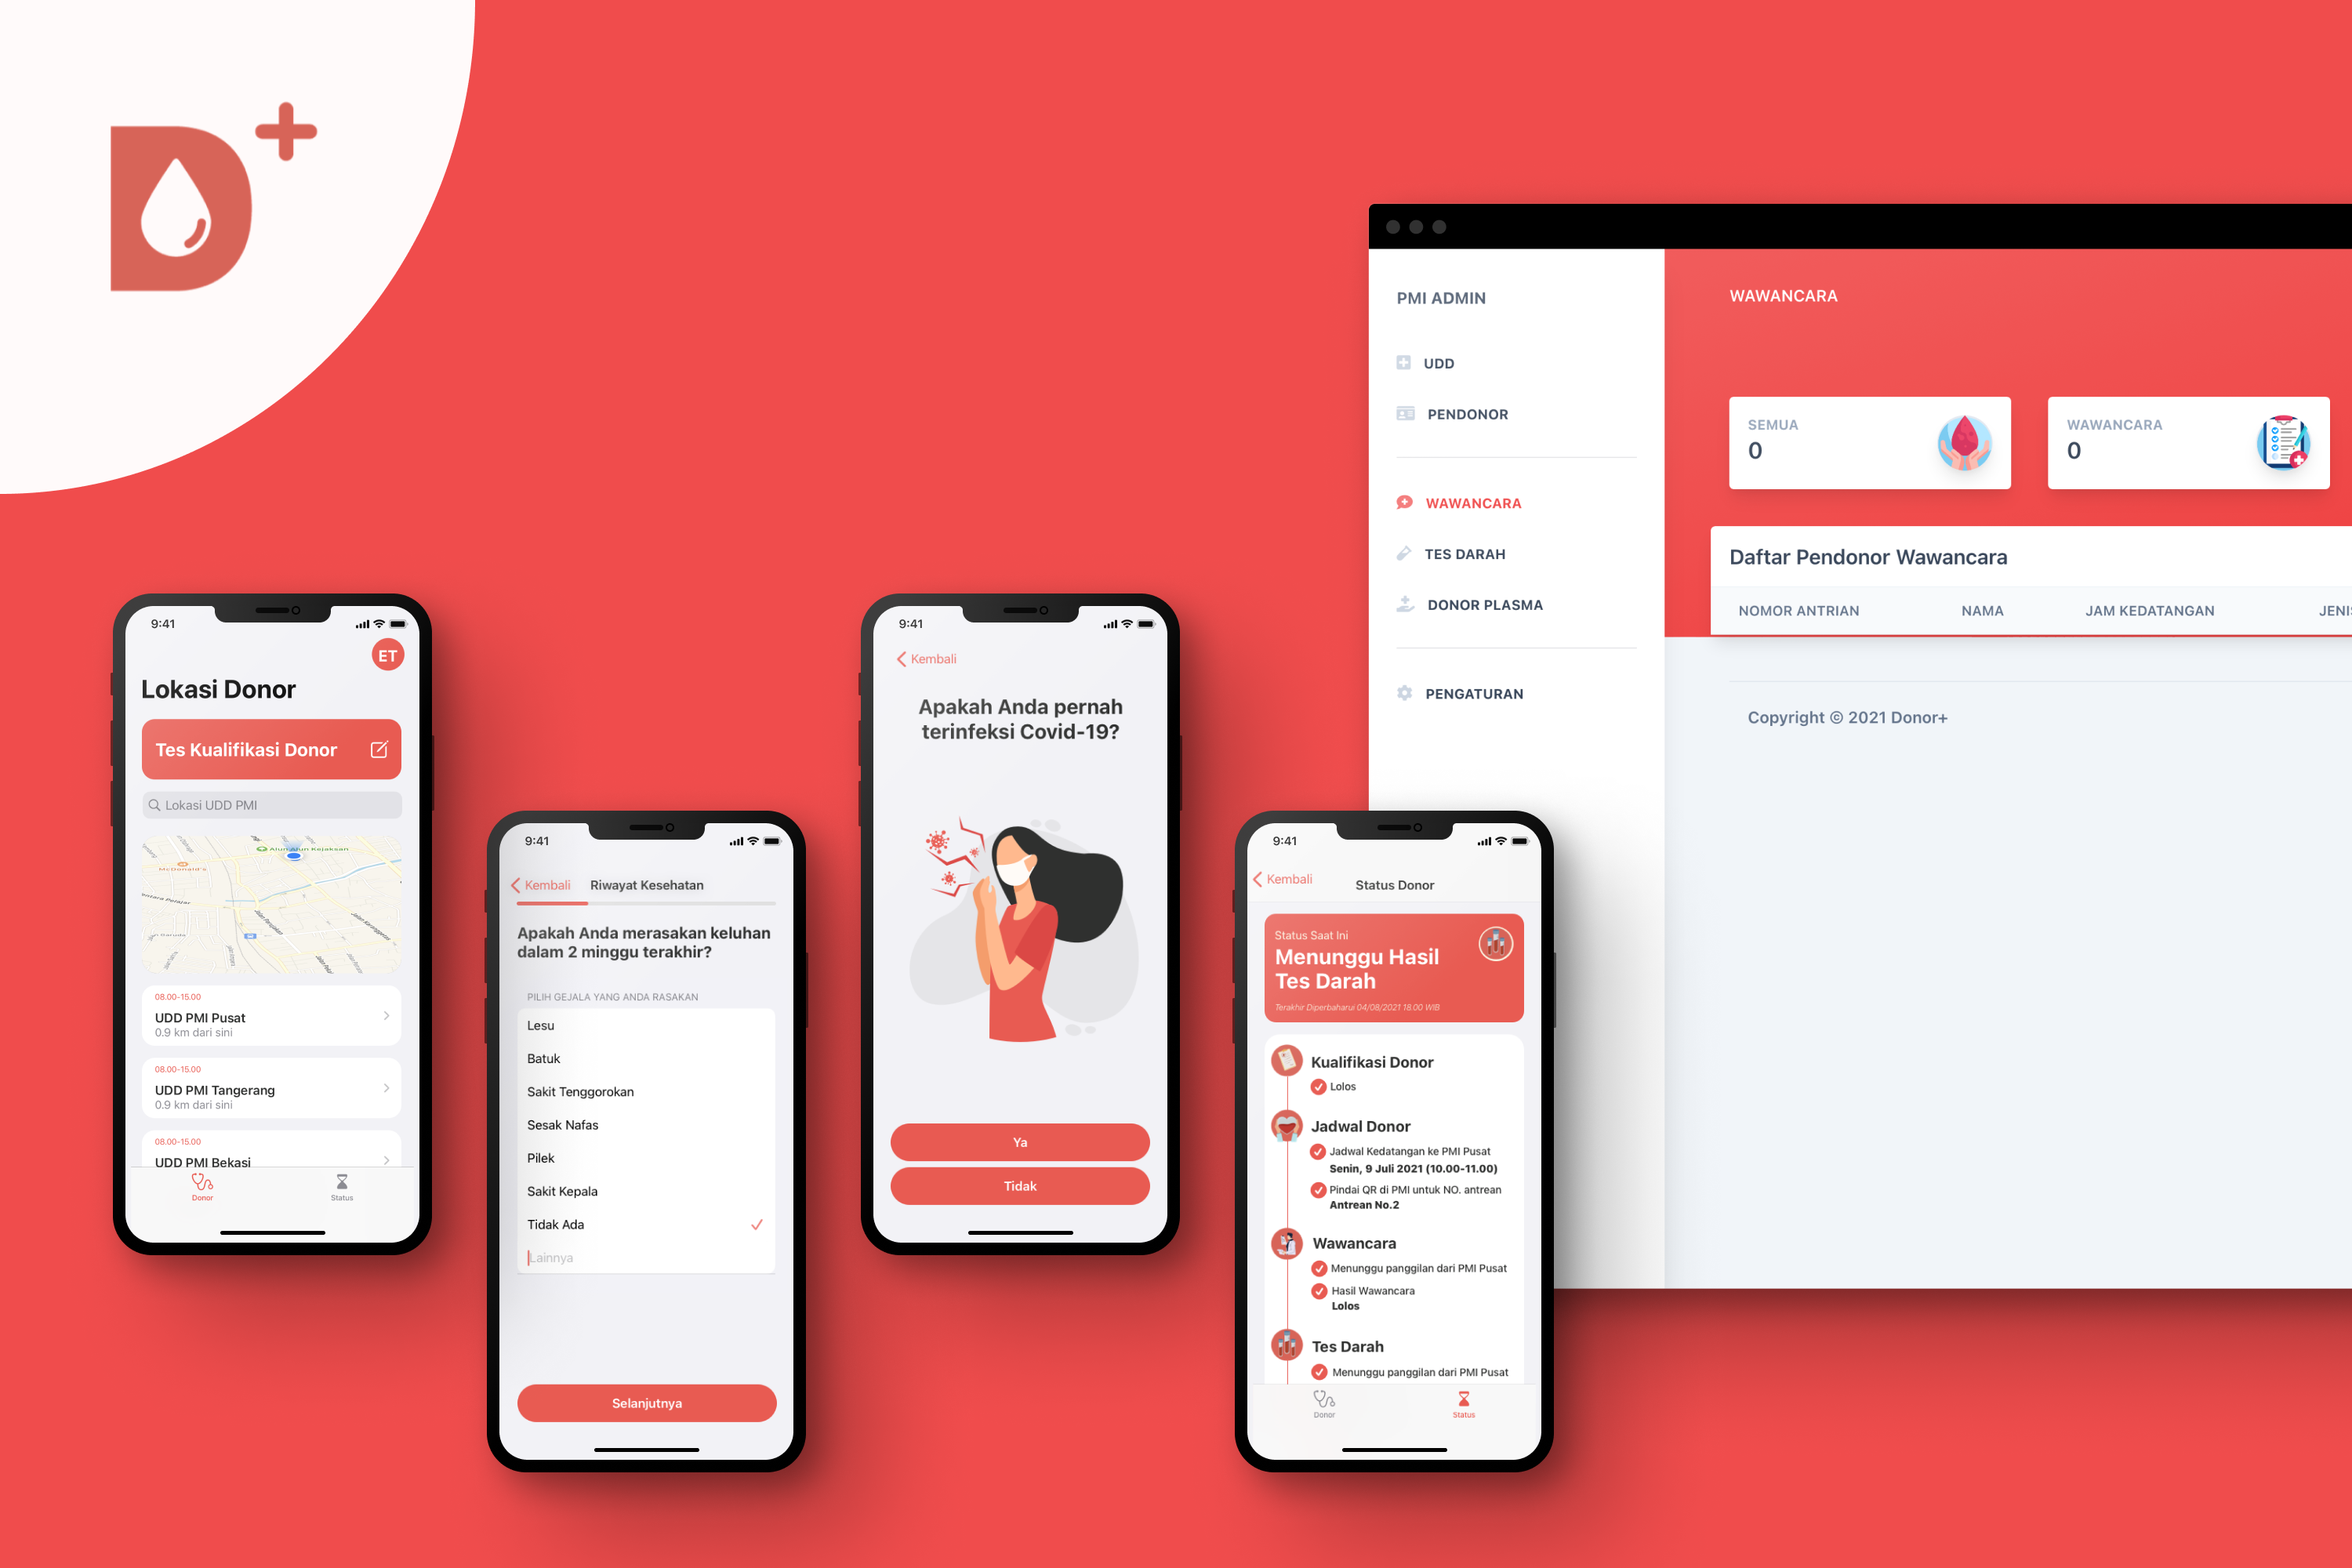 D+
9:41
ET
Lokasi Donor
Tes Kualifikasi Donor
Lokasi UDD PMI
Alun Alun Kejaksan
McDonald's
08.00-15.00
UDD PMI Pusat
0.9 km dari sini
08.00-15.00
UDD PMI Tangerang
0.9 km dari sini
08.00-15.00
UDD PMI Bekasi
Donor
Status
9:41
Kembali
Riwayat Kesehatan
Apakah Anda merasakan keluhan
dalam 2 minggu terakhir?
PILIH GEJALA YANG ANDA RASAKAN
Lesu
Batuk
Sakit Tenggorokan
Sesak Nafas
Pilek
Sakit Kepala
Tidak Ada
Lainnya
Selanjutnya
9:41
Kembali
Apakah Anda pernah
terinfeksi Covid-19?
Ya
Tidak
9:41
Kembali
Status Donor
Status Saat Ini
Menunggu Hasil
Tes Darah
Terakhir Diperbaharui 04/08/2021 18.00 WIB
Kualifikasi Donor
Lolos
Jadwal Donor
Jadwal Kedatangan ke PMI Pusat
Senin, 9 Juli 2021 (10.00-11.00)
Pindai QR di PMI untuk NO. antrean
Antrean No.2
Wawancara
Menunggu panggilan dari PMI Pusat
Hasil Wawancara
Lolos
Tes Darah
Menunggu panggilan dari PMI Pusat
Donor
Status
PMI ADMIN
UDD
PENDONOR
WAWANCARA
TES DARAH
DONOR PLASMA
PENGATURAN
WAWANCARA
SEMUA
0
WAWANCARA
0
Daftar Pendonor Wawancara
NOMOR ANTRIAN
NAMA
JAM KEDATANGAN
JENI
Copyright © 2021 Donor+